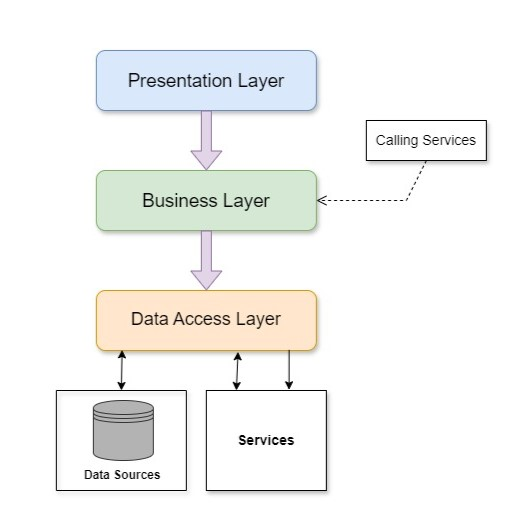 Presentation Layer
Calling Services
Business Layer
Data Access Layer
Services
Data Sources